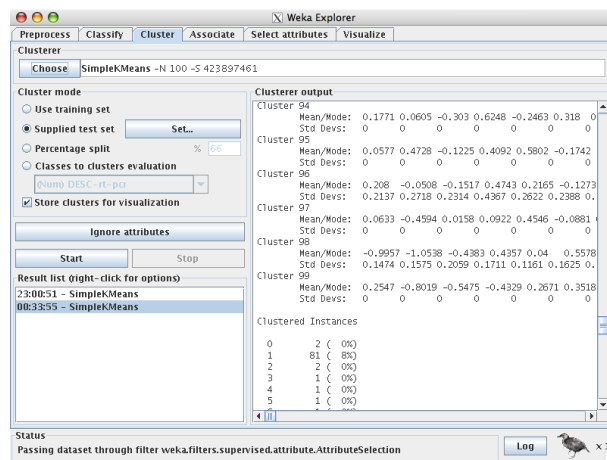 Weka Explorer
Preprocess Classify Cluster Associate Select attributes Visualize
Clusterer
Choose SimpleKMeans -N 100 -S 423897461
Cluster mode
Use training set
Supplied test set Set...
Percentage split % 66
Classes to clusters evaluation
(Num) DESC-rt-pcr
Store clusters for visualization
Ignore attributes
Start Stop
Result list (right-click for options)
23:00:51 - SimpleKMeans
00:33:55 - SimpleKMeans
Clusterer output
Cluster 94
Mean/Mode: 0.1771 0.0605 -0.303 0.6248 -0.2463 0.318 0
Std Devs: 0 0 0 0 0 0 0
Cluster 95
Mean/Mode: 0.0577 0.4728 -0.1225 0.4092 0.5802 -0.1742
Std Devs: 0 0 0 0 0 0 0
Cluster 96
Mean/Mode: 0.208 -0.0508 -0.1517 0.4743 0.2165 -0.1273
Std Devs: 0.2137 0.2718 0.2314 0.4367 0.2622 0.2388 0.
Cluster 97
Mean/Mode: 0.0633 -0.4594 0.0158 0.0922 0.4546 -0.0881
Std Devs: 0 0 0 0 0 0 0
Cluster 98
Mean/Mode: -0.9957 -1.0538 -0.4383 0.4357 0.04 0.5578
Std Devs: 0.1474 0.1575 0.2059 0.1711 0.1161 0.1625 0.
Cluster 99
Mean/Mode: 0.2547 -0.8019 -0.5475 -0.4329 0.2671 0.3518
Std Devs: 0 0 0 0 0 0 0
Clustered Instances
0 2 ( 0%)
1 81 ( 8%)
2 2 ( 0%)
3 1 ( 0%)
4 1 ( 0%)
5 1 ( 0%)
Status
Passing dataset through filter weka.filters.supervised.attribute.AttributeSelection
Log